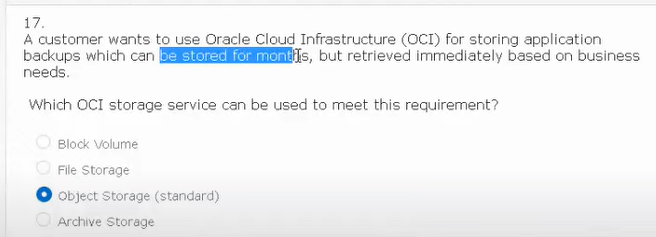 17.
A customer wants to use Oracle Cloud Infrastructure (OCI) for storing application
backups which can be stored for months, but retrieved immediately based on business
needs.
Which OCI storage service can be used to meet this requirement?
Block Volume
File Storage
Object Storage (standard)
Archive Storage